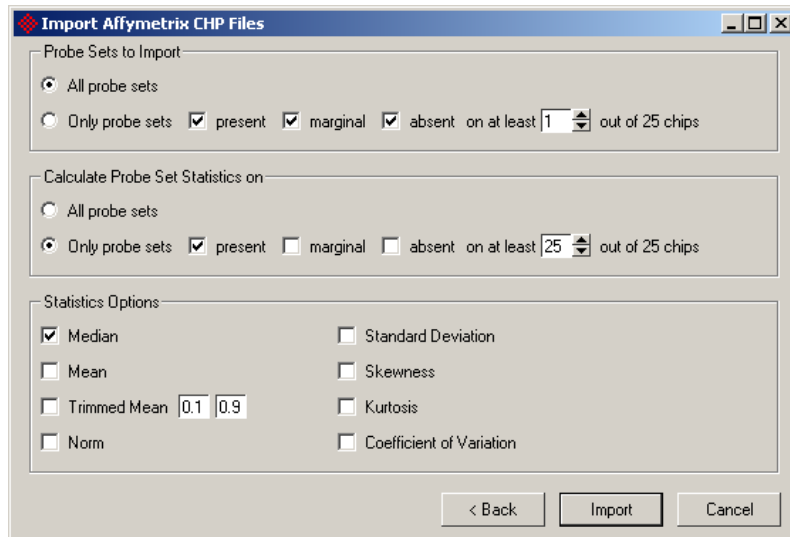 Import Affymetrix CHP Files
Probe Sets to Import
All probe sets
Only probe sets present marginal absent on at least 1 out of 25 chips
Calculate Probe Set Statistics on
All probe sets
Only probe sets present marginal absent on at least 25 out of 25 chips
Statistics Options
Median Standard Deviation
Mean Skewness
Trimmed Mean 0.1 0.9 Kurtosis
Norm Coefficient of Variation
< Back Import Cancel